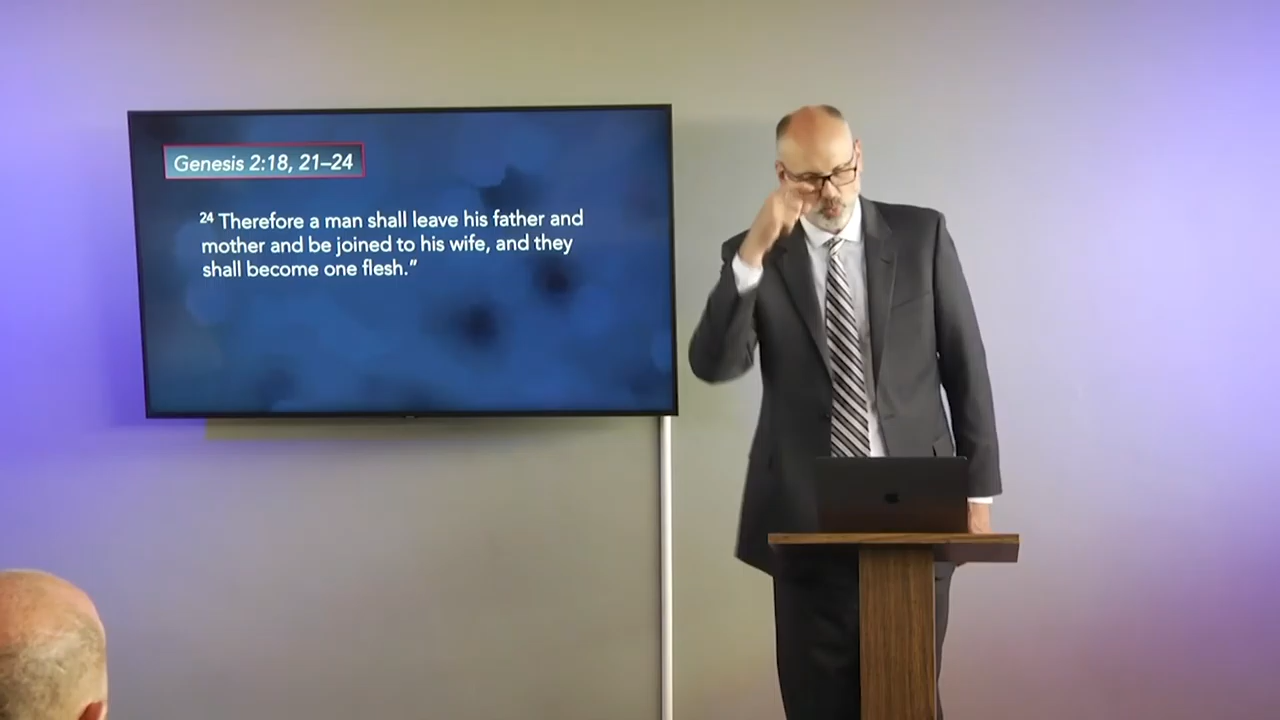 Genesis 2:18, 21–24
24 Therefore a man shall leave his father and
mother and be joined to his wife, and they
shall become one flesh.”